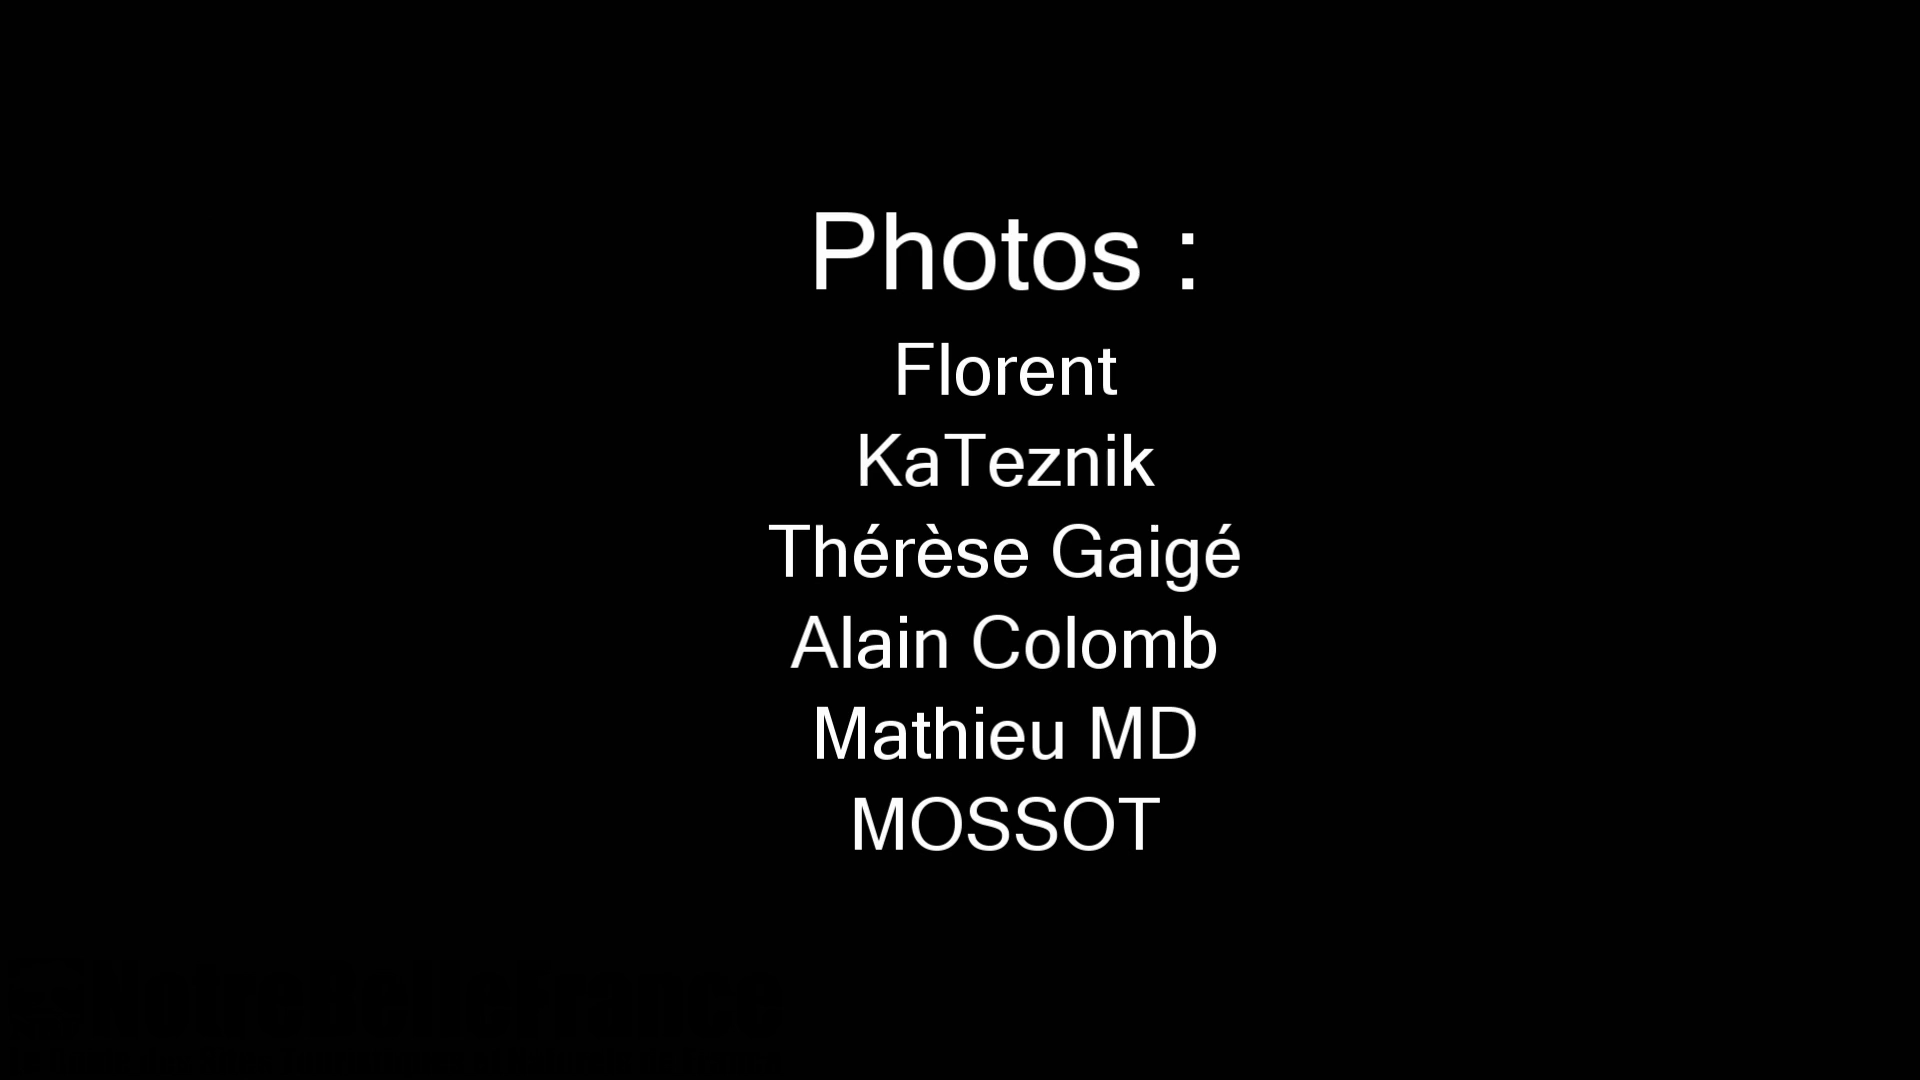 Photos :
Florent
KaTeznik
Thérèse Gaigé
Alain Colomb
Mathieu MD
MOSSOT